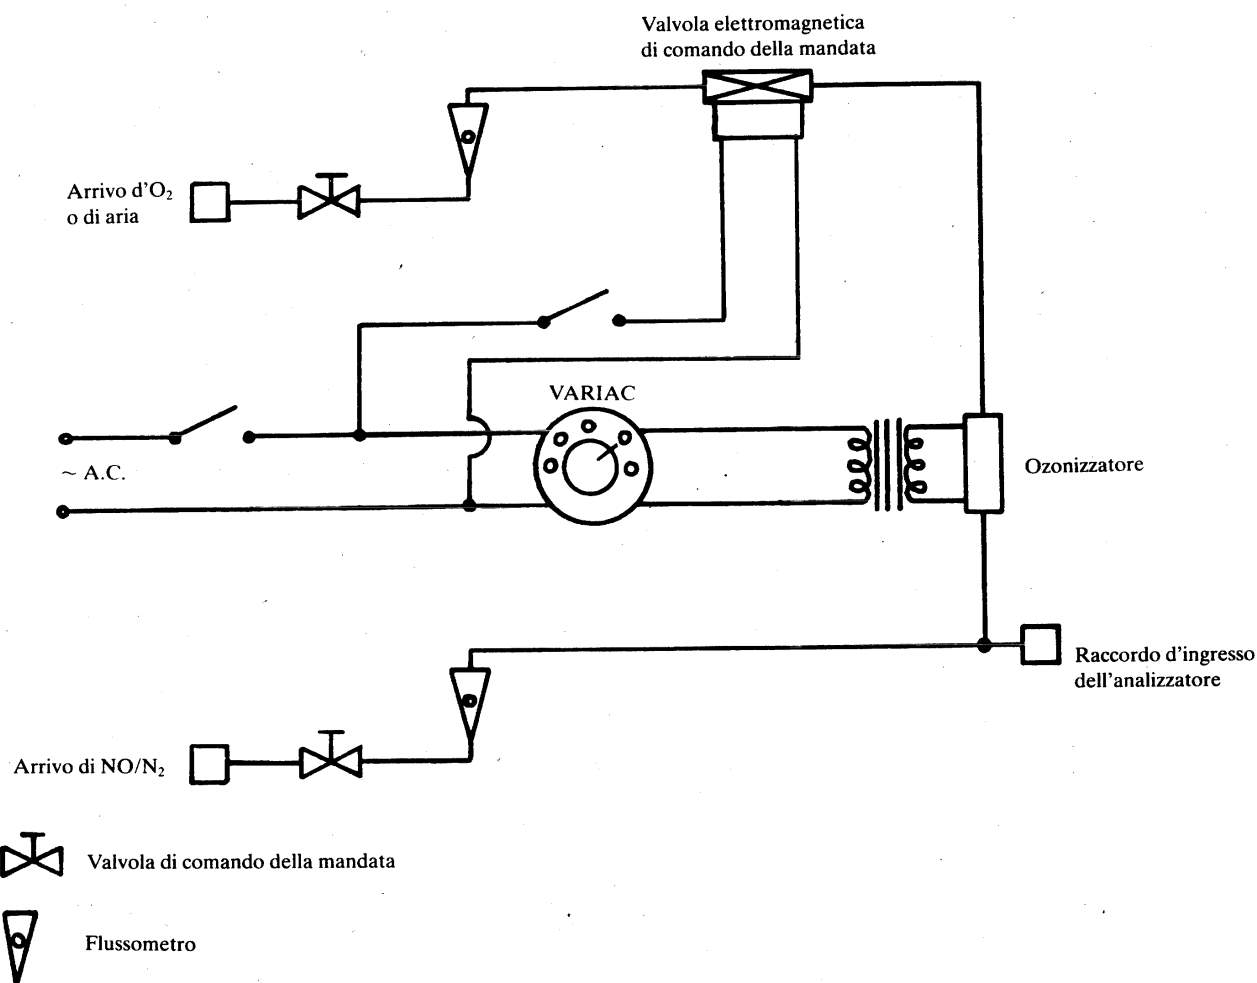 Valvola elettromagnetica
di comando della mandata
Arrivo d'O₂
o di aria
VARIAC
~ A.C.
Ozonizzatore
Raccordo d'ingresso
dell'analizzatore
Arrivo di NO/N₂
Valvola di comando della mandata
Flussometro